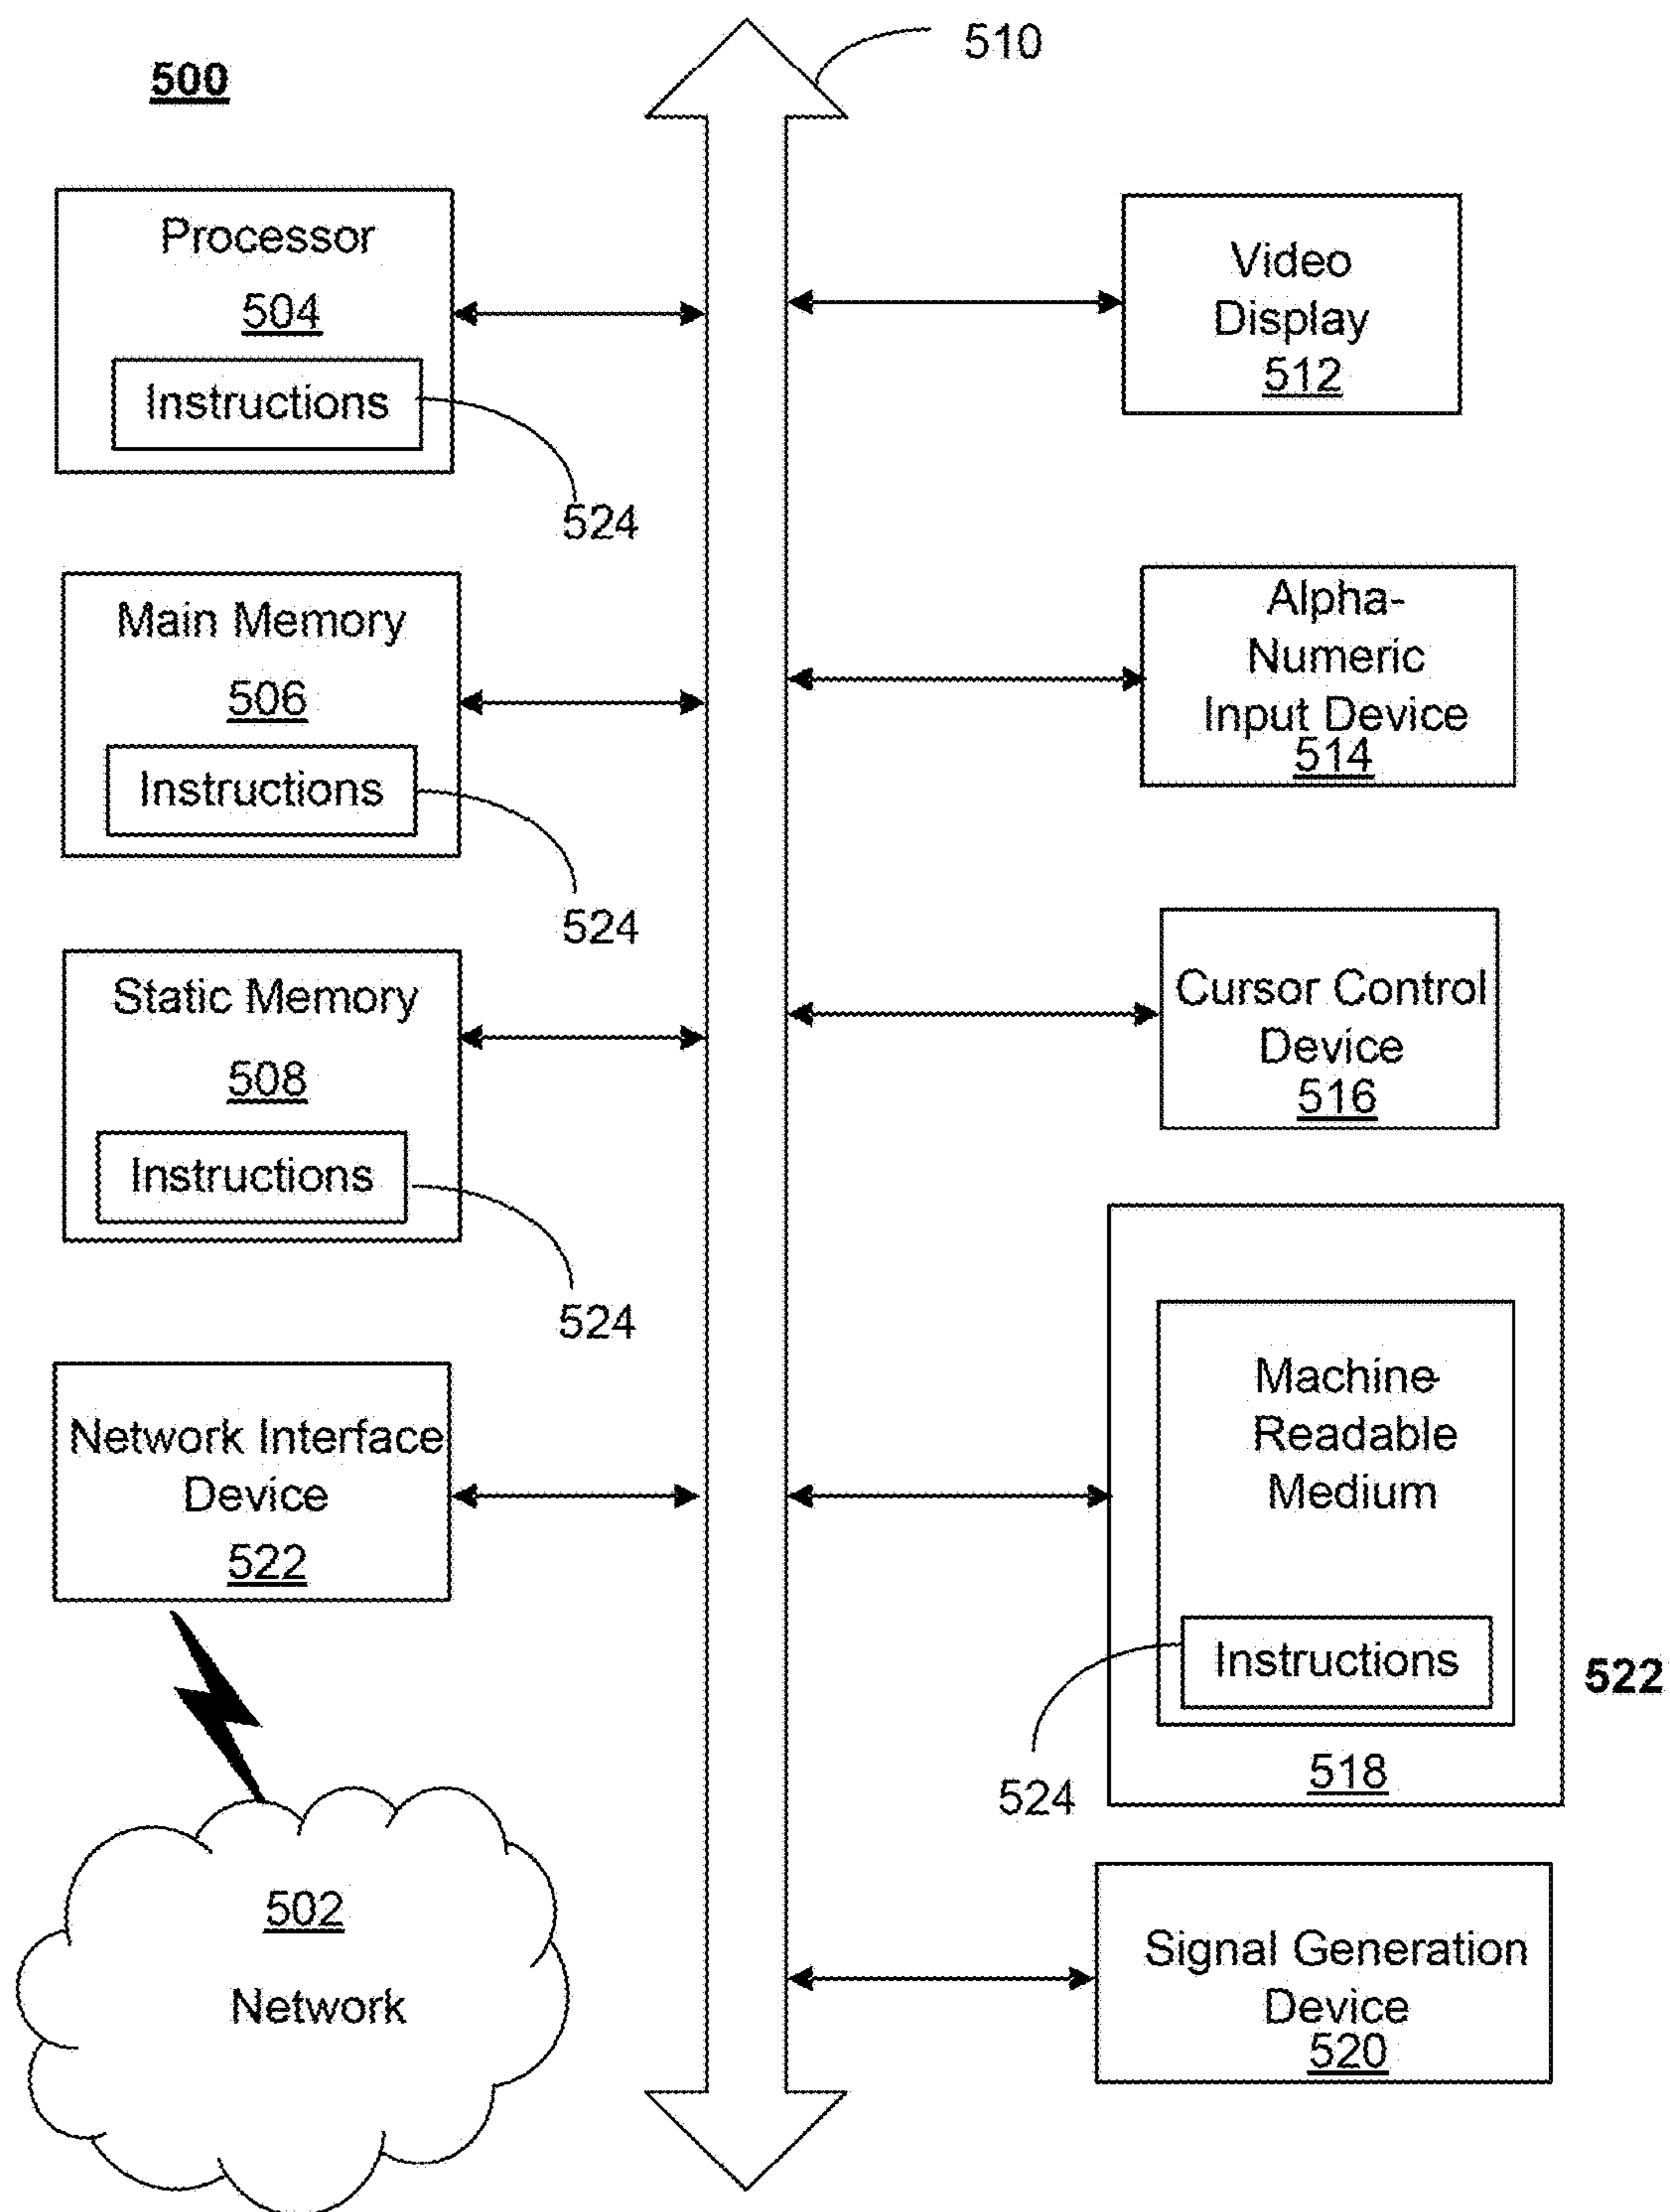 500
510
Processor
504
Instructions
524
Main Memory
506
Instructions
524
Static Memory
508
Instructions
524
Network Interface
Device
522
502
Network
Video
Display
512
Alpha-
Numeric
Input Device
514
Cursor Control
Device
516
Machine-
Readable
Medium
Instructions
522
524
518
Signal Generation
Device
520